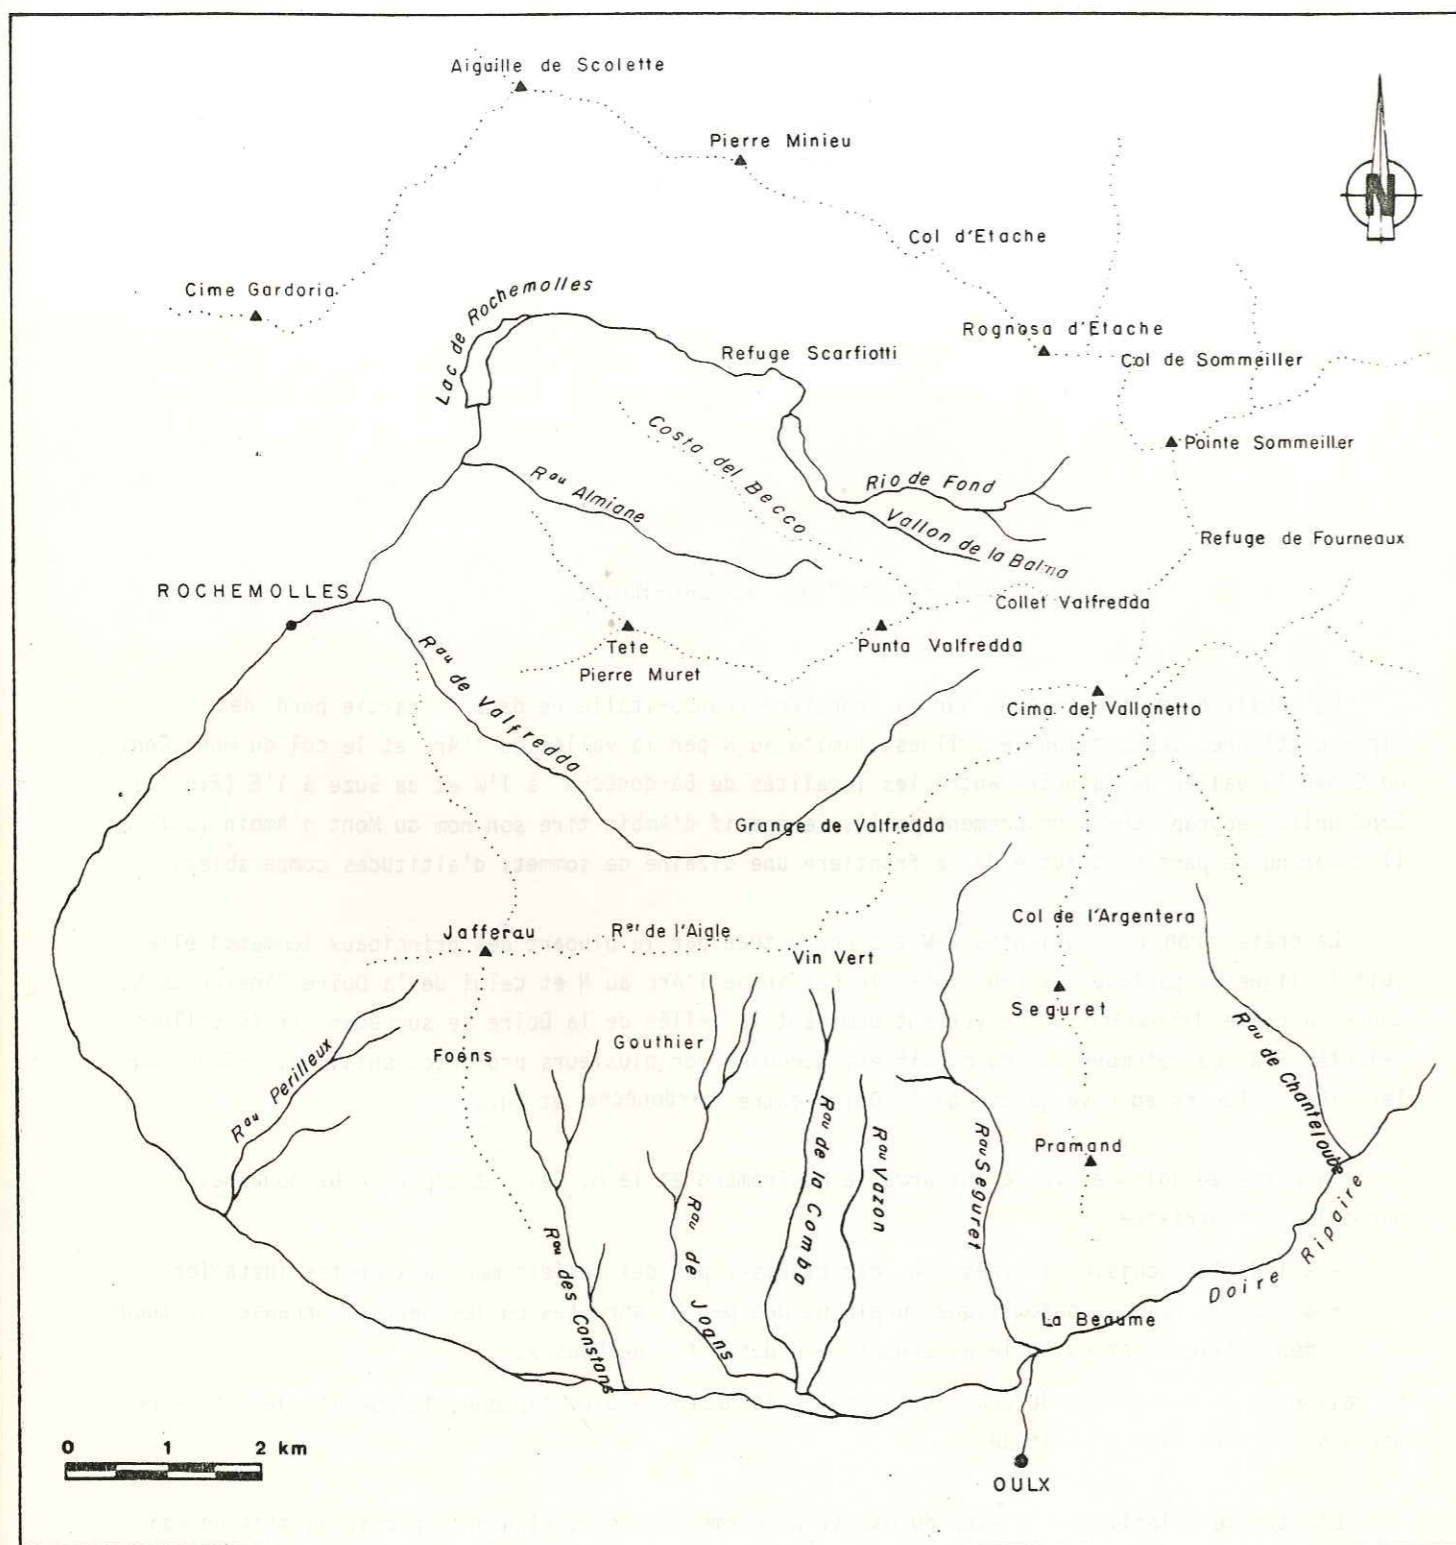 Aiguille de Scolette
Pierre Minieu
N
Col d'Etache
Cime Gardoria
Lac de Rochemolles
Rognosa d'Etache
Refuge Scarfiotti
Col de Sommeiller
Costa del Becco
Pointe Sommeiller
Rau Almiane
Rio de Fond
Vallon de la Balma
Refuge de Fourneaux
ROCHEMOLLES
Collet Valfredda
Tete
Pierre Muret
Punta Valfredda
Rau de Valfredda
Cima del Vallonetto
Grange de Valfredda
Jafferau
Rer de l'Aigle
Col de l'Argentera
Vin Vert
Seguret
Gouthier
Foëns
Rau Perilleux
Rau de Chanteloube
Pramand
Rau des Constans
Rau de Joans
Rau de la Comba
Rau Vazon
Rau Seguret
Doire Ripaire
La Beaume
0 1 2 km
OULX